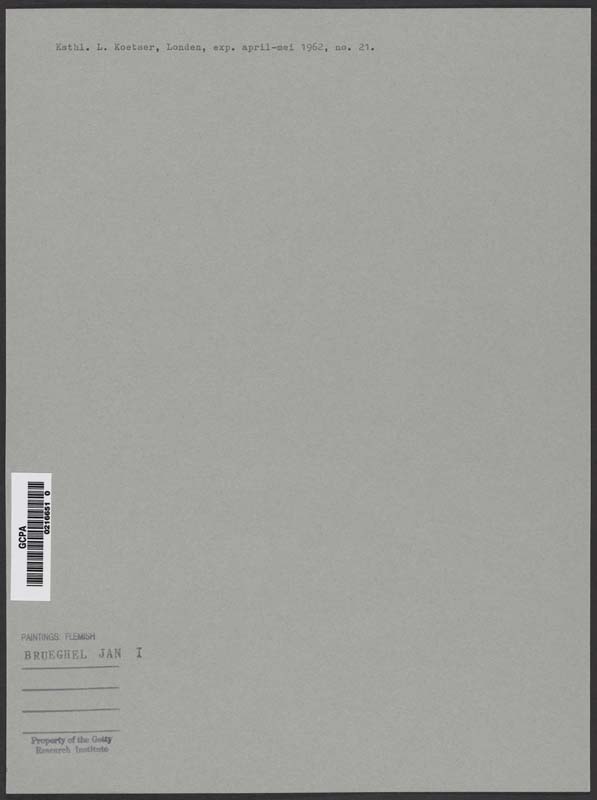 Kathl. L. Koetser, Londen, exp. april-mei 1962, no. 21.
GCPA
0216651 0
PAINTINGS: FLEMISH
BRUEGHEL JAN I
Property of the Getty
Research Institute